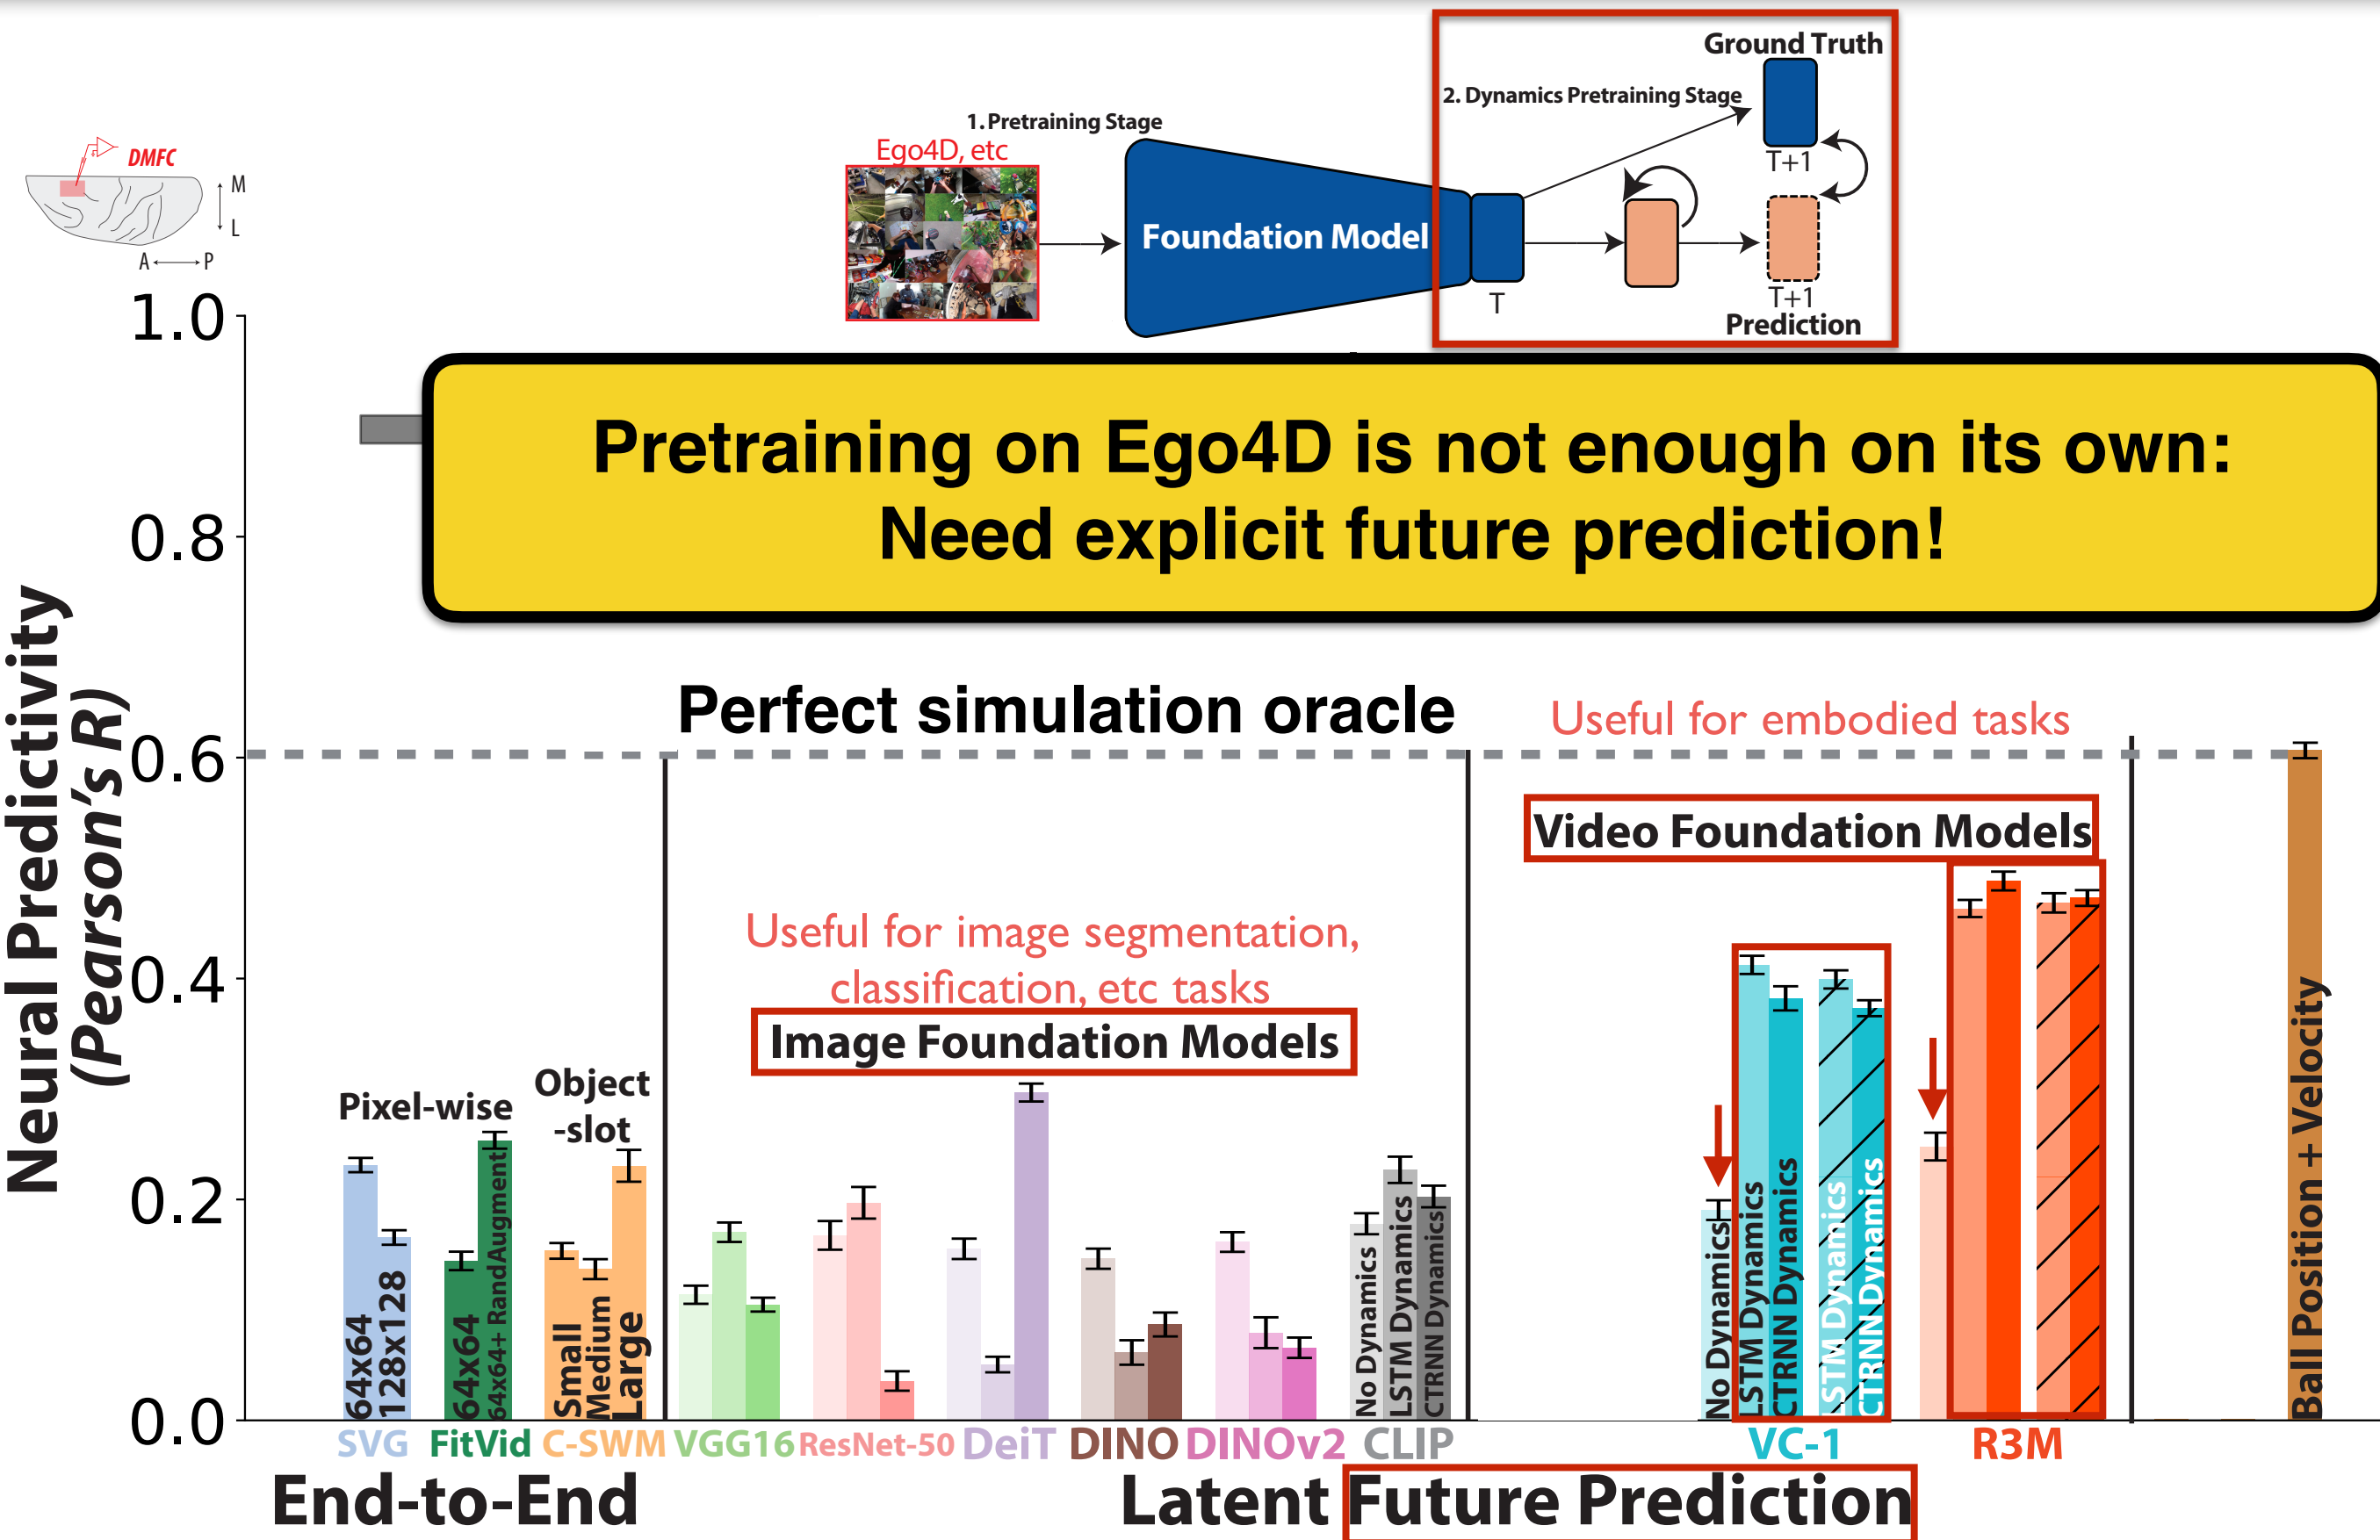 Ground Truth
2. Dynamics Pretraining Stage
1. Pretraining Stage
Ego4D, etc
DMFC
M
L
A
P
T+1
Foundation Model
T
T+1
Prediction
Pretraining on Ego4D is not enough on its own:
Need explicit future prediction!
Neural Predictivity
(Pearson's R)
1.0
0.8
0.6
0.4
0.2
0.0
Perfect simulation oracle
Useful for embodied tasks
Video Foundation Models
Useful for image segmentation,
classification, etc tasks
Image Foundation Models
Pixel-wise
Object
-slot
64x64
128x128
64x64
64x64+ RandAugment
Small
Medium
Large
No Dynamics
LSTM Dynamics
CTRNN Dynamics
No Dynamics
LSTM Dynamics
CTRNN Dynamics
LSTM Dynamics
CTRNN Dynamics
Ball Position + Velocity
SVG
FitVid
C-SWM
VGG16
ResNet-50
DeiT
DINO
DINOv2
CLIP
VC-1
R3M
End-to-End
Latent Future Prediction